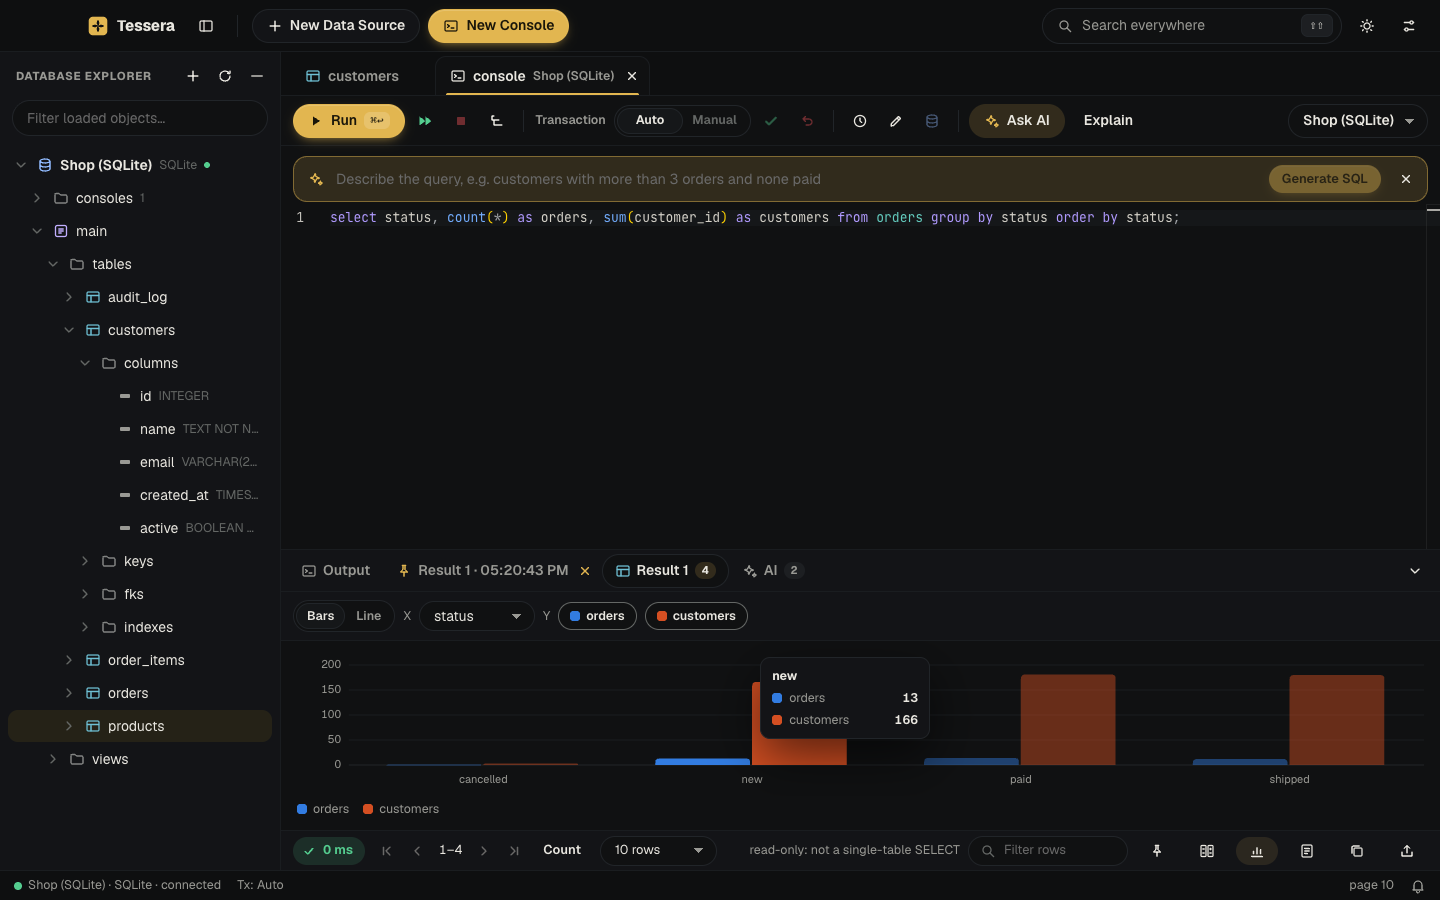 Tessera
New Data Source
New Console
Search everywhere
DATABASE EXPLORER
Filter loaded objects...
Shop (SQLite) SQLite
consoles 1
main
tables
audit_log
customers
columns
id INTEGER
name TEXT NOT N...
email VARCHAR(2...
created_at TIMES...
active BOOLEAN ...
keys
fks
indexes
order_items
orders
products
views
customers
console Shop (SQLite)
Run
Transaction Auto Manual
Ask AI
Explain
Shop (SQLite)
Describe the query, e.g. customers with more than 3 orders and none paid
Generate SQL
1 select status, count(*) as orders, sum(customer_id) as customers from orders group by status order by status;
Output
Result 1 · 05:20:43 PM
Result 1 4
AI 2
Bars Line X status Y orders customers
200
150
100
50
0
new
orders 13
customers 166
cancelled new paid shipped
orders customers
0 ms
1–4
Count
10 rows
read-only: not a single-table SELECT
Filter rows
Shop (SQLite) · SQLite · connected Tx: Auto
page 10